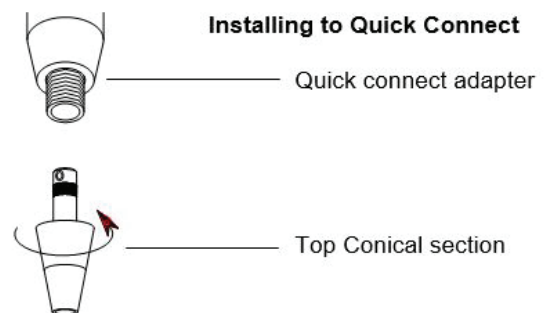 Installing to Quick Connect
Quick connect adapter
Top Conical section